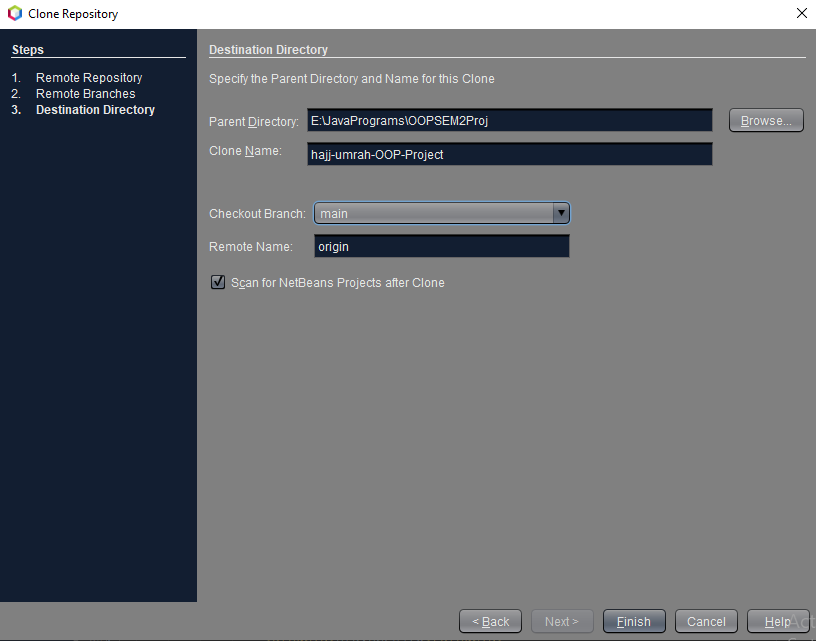 Clone Repository
Steps
1. Remote Repository
2. Remote Branches
3. Destination Directory
Destination Directory
Specify the Parent Directory and Name for this Clone
Parent Directory: E:\JavaPrograms\OOPSEM2Proj Browse...
Clone Name: hajj-umrah-OOP-Project
Checkout Branch: main
Remote Name: origin
Scan for NetBeans Projects after Clone
< Back Next > Finish Cancel Help